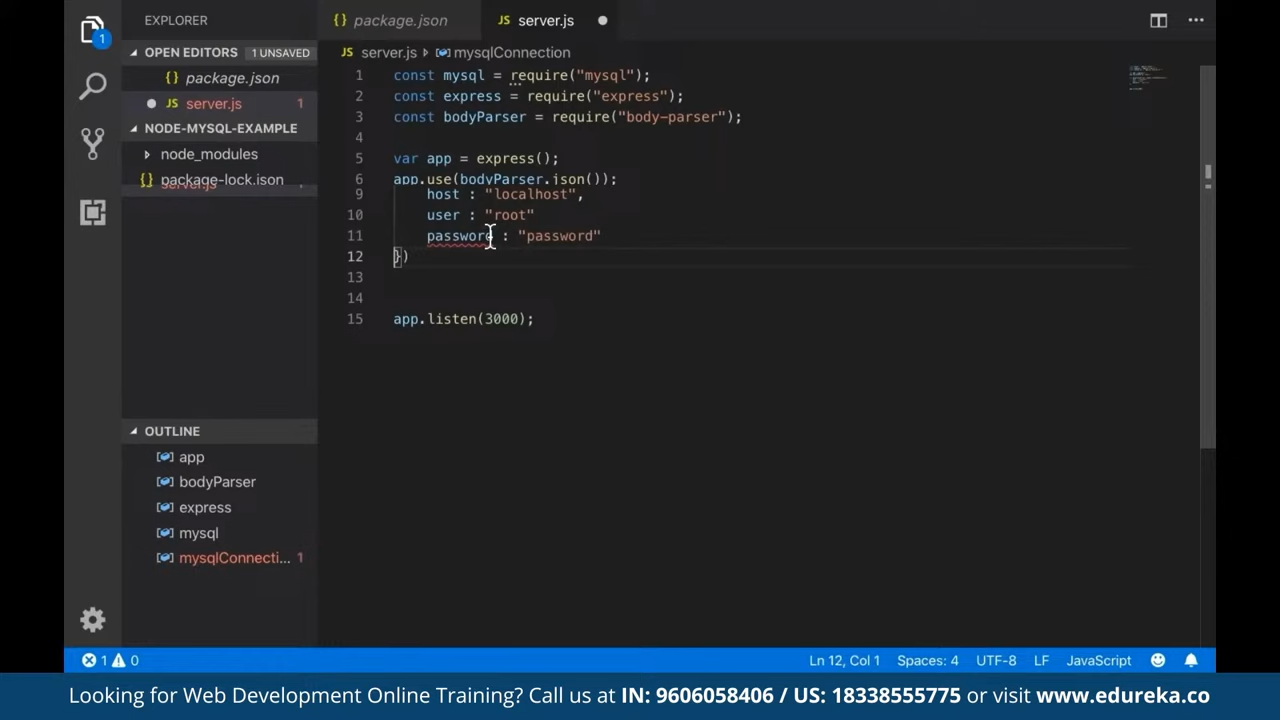 EXPLORER
OPEN EDITORS 1 UNSAVED
package.json
server.js 1
NODE-MYSQL-EXAMPLE
node_modules
package-lock.json
server.js
OUTLINE
app
bodyParser
express
mysql
mysqlConnecti... 1
1
{} package.json JS server.js
JS server.js mysqlConnection
1 const mysql = require("mysql");
2 const express = require("express");
3 const bodyParser = require("body-parser");
4
5 var app = express();
6 app.use(bodyParser.json());
9 host : "localhost",
10 user : "root"
11 password : "password"
12 })
13
14
15 app.listen(3000);
1 0 Ln 12, Col 1 Spaces: 4 UTF-8 LF JavaScript
Looking for Web Development Online Training? Call us at IN: 9606058406 / US: 18338555775 or visit www.edureka.co